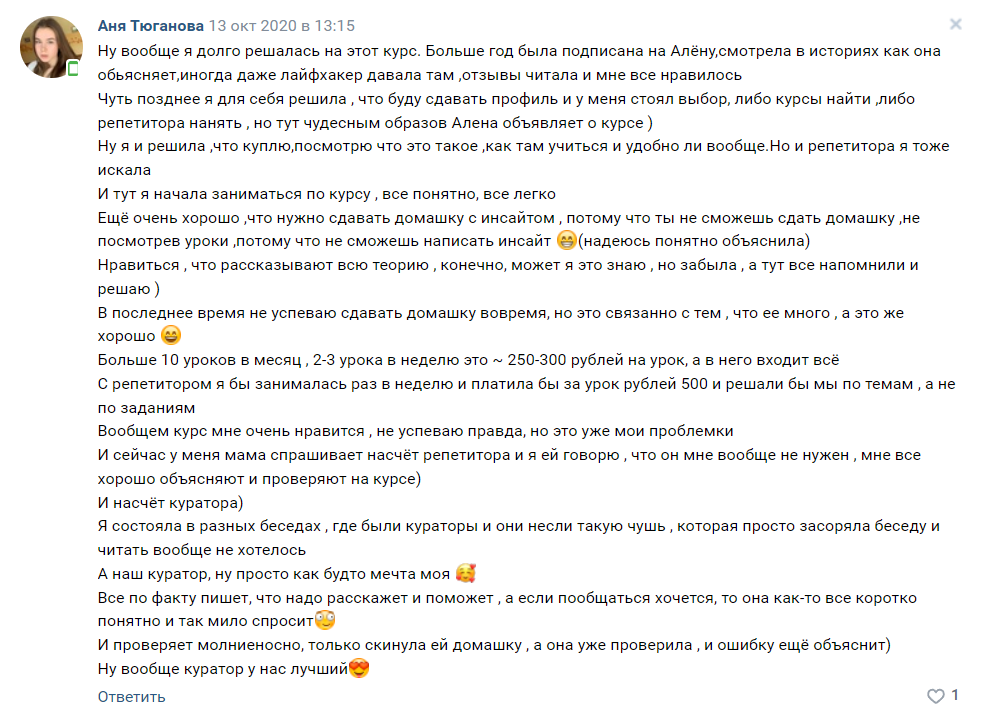 Аня Тюганова 13 окт 2020 в 13:15
Ну вообще я долго решалась на этот курс. Больше год была подписана на Алёну,смотрела в историях как она
обьясняет,иногда даже лайфхакер давала там ,отзывы читала и мне все нравилось
Чуть позднее я для себя решила , что буду сдавать профиль и у меня стоял выбор, либо курсы найти ,либо
репетитора нанять , но тут чудесным образов Алена объявляет о курсе )
Ну я и решила ,что куплю,посмотрю что это такое ,как там учиться и удобно ли вообще.Но и репетитора я тоже
искала
И тут я начала заниматься по курсу , все понятно, все легко
Ещё очень хорошо ,что нужно сдавать домашку с инсайтом , потому что ты не сможешь сдать домашку ,не
посмотрев уроки ,потому что не сможешь написать инсайт 😁(надеюсь понятно объяснила)
Нравиться , что рассказывают всю теорию , конечно, может я это знаю , но забыла , а тут все напомнили и
решаю )
В последнее время не успеваю сдавать домашку вовремя, но это связанно с тем , что ее много , а это же
хорошо 😄
Больше 10 уроков в месяц , 2-3 урока в неделю это ~ 250-300 рублей на урок, а в него входит всё
С репетитором я бы занималась раз в неделю и платила бы за урок рублей 500 и решали бы мы по темам , а не
по заданиям
Вообщем курс мне очень нравится , не успеваю правда, но это уже мои проблемки
И сейчас у меня мама спрашивает насчёт репетитора и я ей говорю , что он мне вообще не нужен , мне все
хорошо объясняют и проверяют на курсе)
И насчёт куратора)
Я состояла в разных беседах , где были кураторы и они несли такую чушь , которая просто засоряла беседу и
читать вообще не хотелось
А наш куратор, ну просто как будто мечта моя 🥰
Все по факту пишет, что надо расскажет и поможет , а если пообщаться хочется, то она как-то все коротко
понятно и так мило спросит😳
И проверяет молниеносно, только скинула ей домашку , а она уже проверила , и ошибку ещё объяснит)
Ну вообще куратор у нас лучший😍
Ответить 1